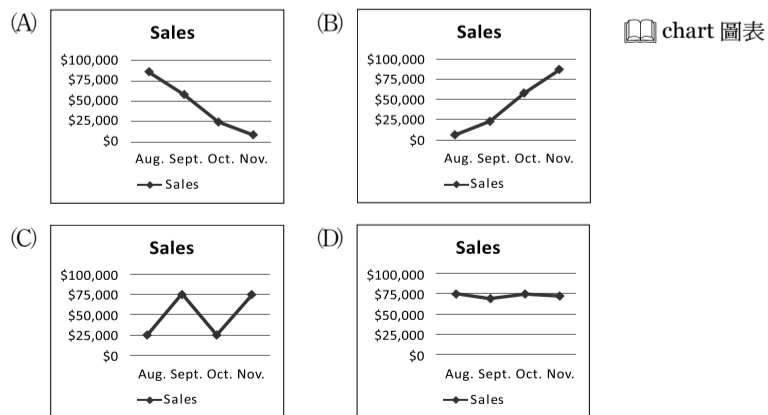 (A)
Sales
$100,000
$75,000
$50,000
$25,000
$0
Aug. Sept. Oct. Nov.
Sales
(B)
Sales
$100,000
$75,000
$50,000
$25,000
$0
Aug. Sept. Oct. Nov.
Sales
chart 圖表
(C)
Sales
$100,000
$75,000
$50,000
$25,000
$0
Aug. Sept. Oct. Nov.
Sales
(D)
Sales
$100,000
$75,000
$50,000
$25,000
$0
Aug. Sept. Oct. Nov.
Sales